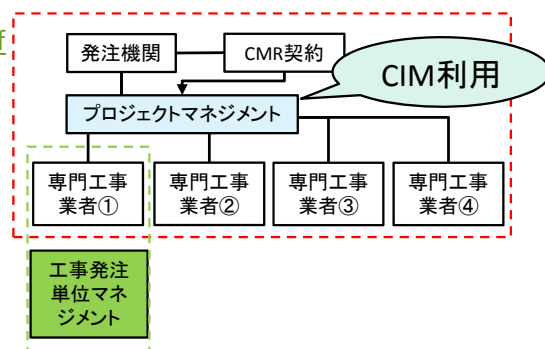 f
発注機関
CMR契約
CIM利用
プロジェクトマネジメント
専門工事
業者①
専門工事
業者②
専門工事
業者③
専門工事
業者④
工事発注
単位マネ
ジメント